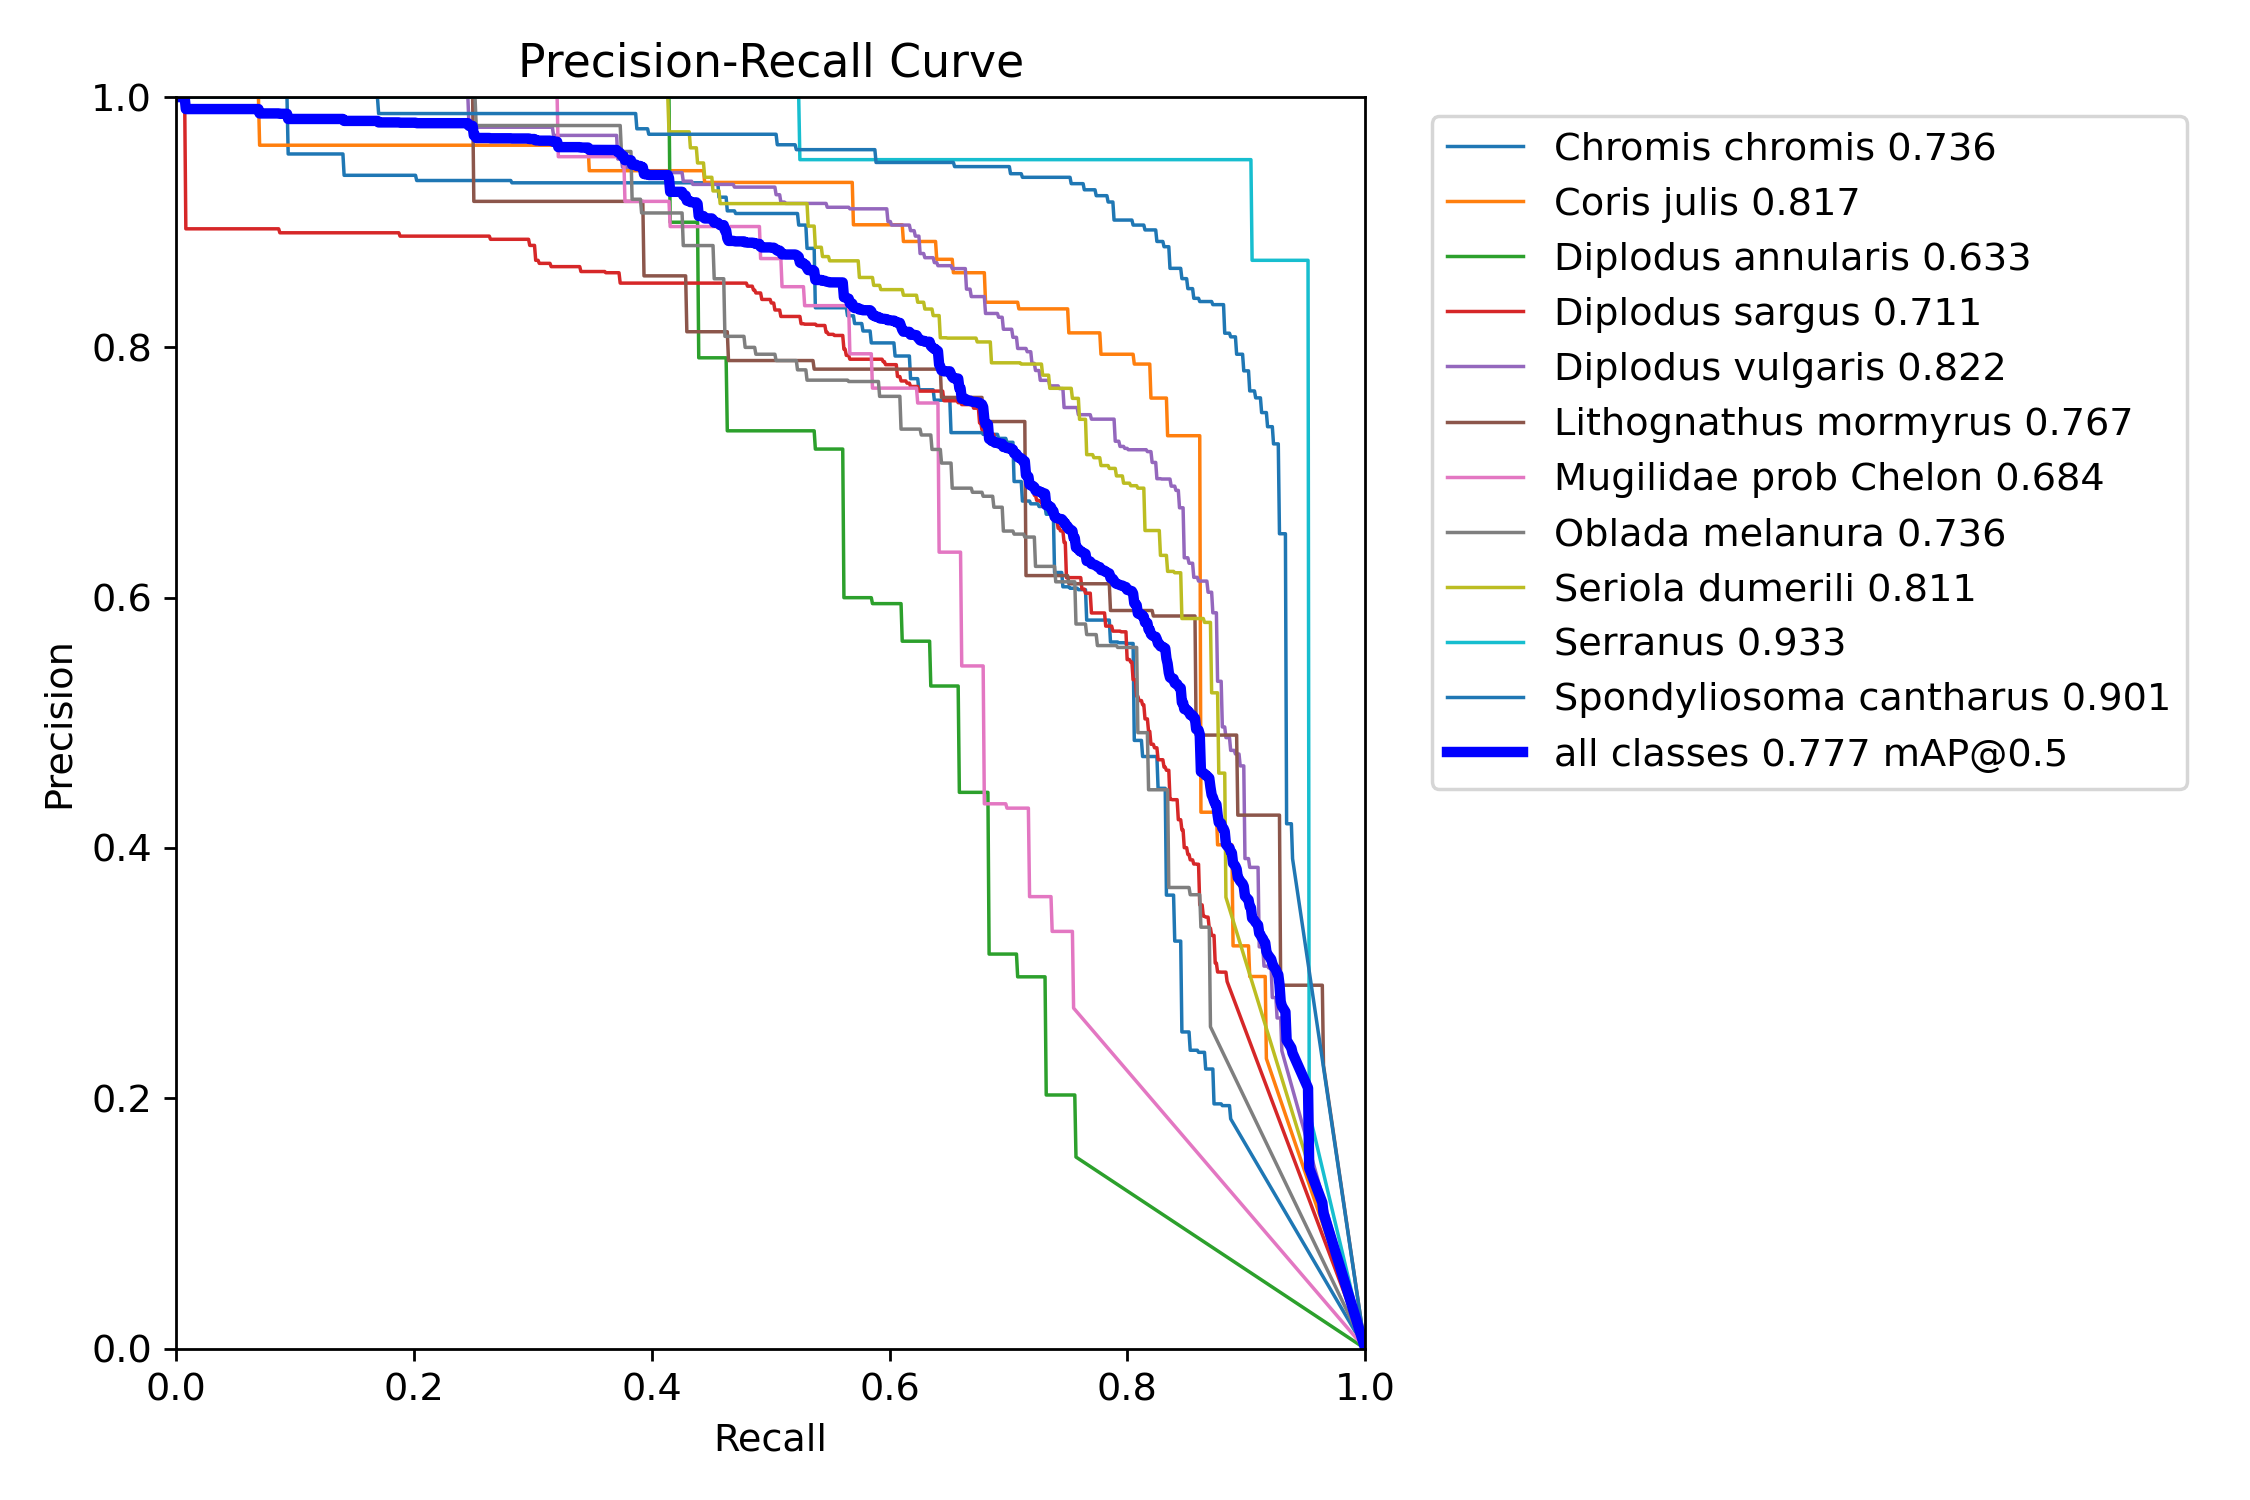 Precision-Recall Curve
1.0
0.8
0.6
0.4
0.2
0.0
Precision
0.0 0.2 0.4 0.6 0.8 1.0
Recall
Chromis chromis 0.736
Coris julis 0.817
Diplodus annularis 0.633
Diplodus sargus 0.711
Diplodus vulgaris 0.822
Lithognathus mormyrus 0.767
Mugilidae prob Chelon 0.684
Oblada melanura 0.736
Seriola dumerili 0.811
Serranus 0.933
Spondyliosoma cantharus 0.901
all classes 0.777 mAP@0.5